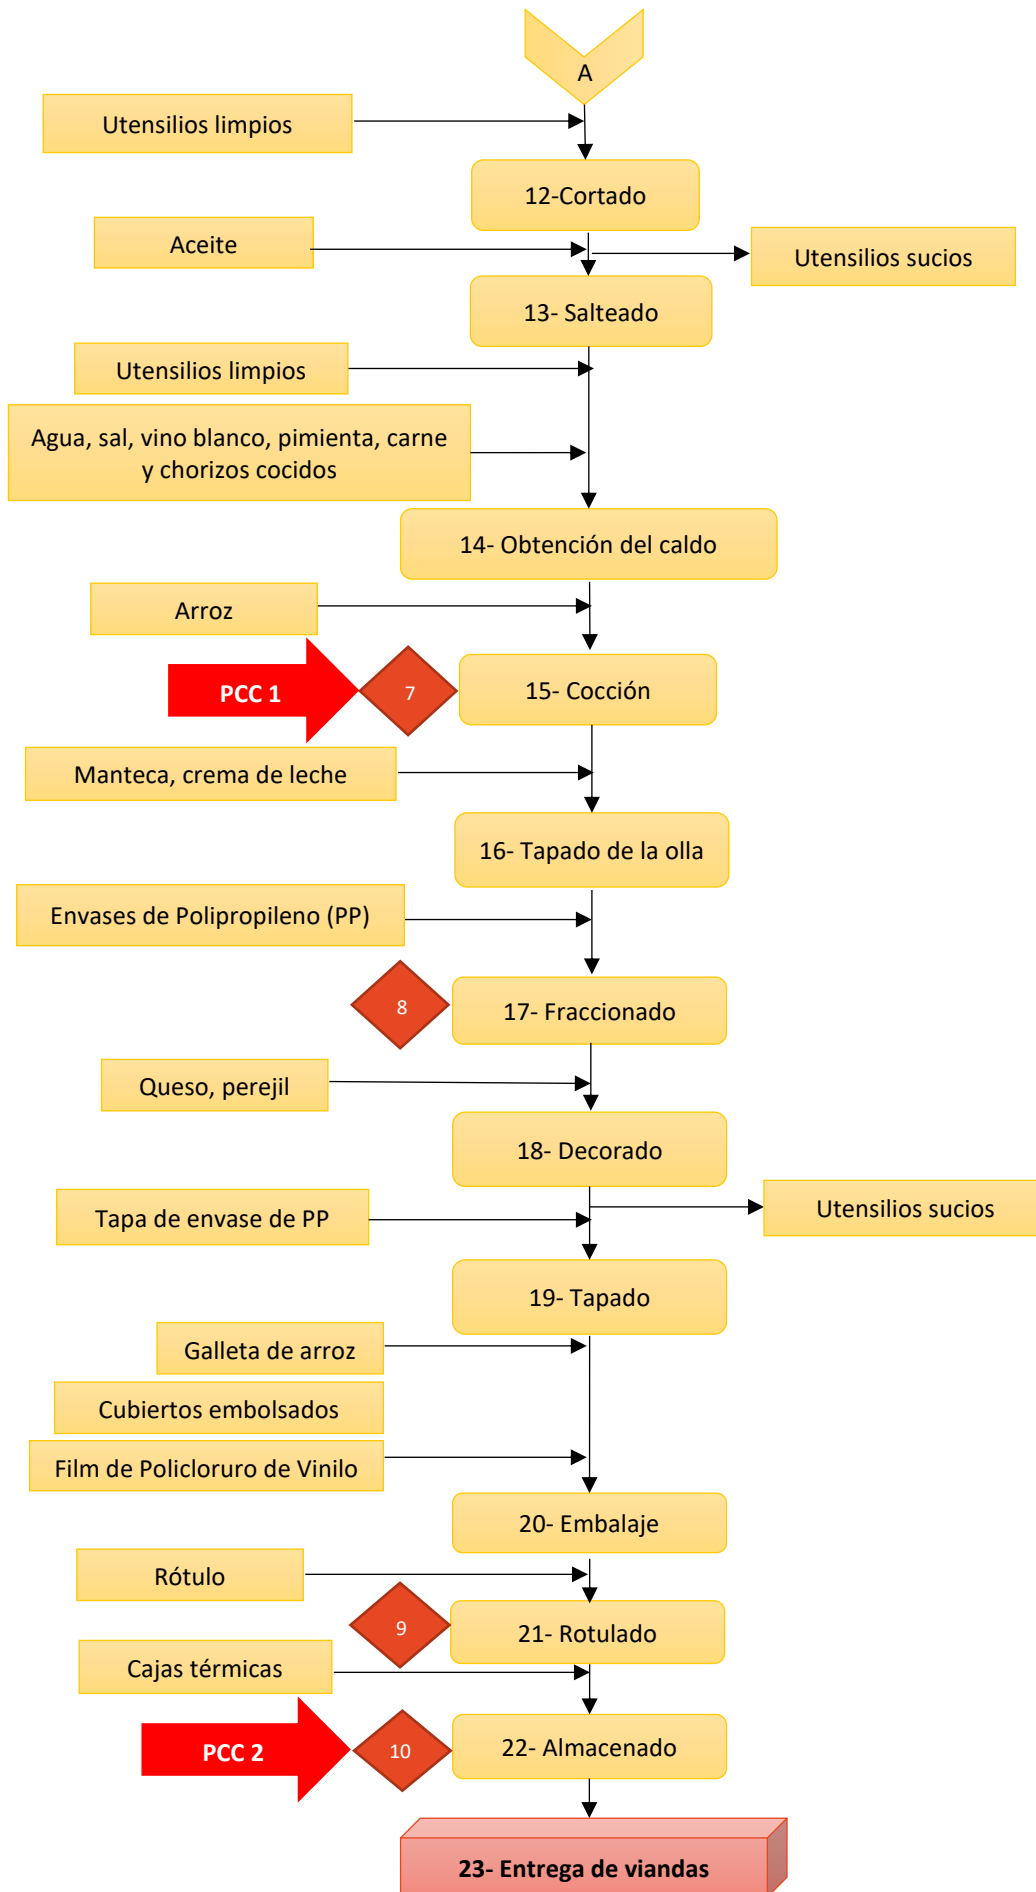 A
Utensilios limpios
12-Cortado
Aceite
Utensilios sucios
13- Salteado
Utensilios limpios
Agua, sal, vino blanco, pimienta, carne
y chorizos cocidos
14- Obtención del caldo
Arroz
PCC 1
7
15- Cocción
Manteca, crema de leche
16- Tapado de la olla
Envases de Polipropileno (PP)
8
17- Fraccionado
Queso, perejil
18- Decorado
Utensilios sucios
Tapa de envase de PP
19- Tapado
Galleta de arroz
Cubiertos embolsados
Film de Policloruro de Vinilo
20- Embalaje
Rótulo
9
21- Rotulado
Cajas térmicas
PCC 2
10
22- Almacenado
23- Entrega de viandas